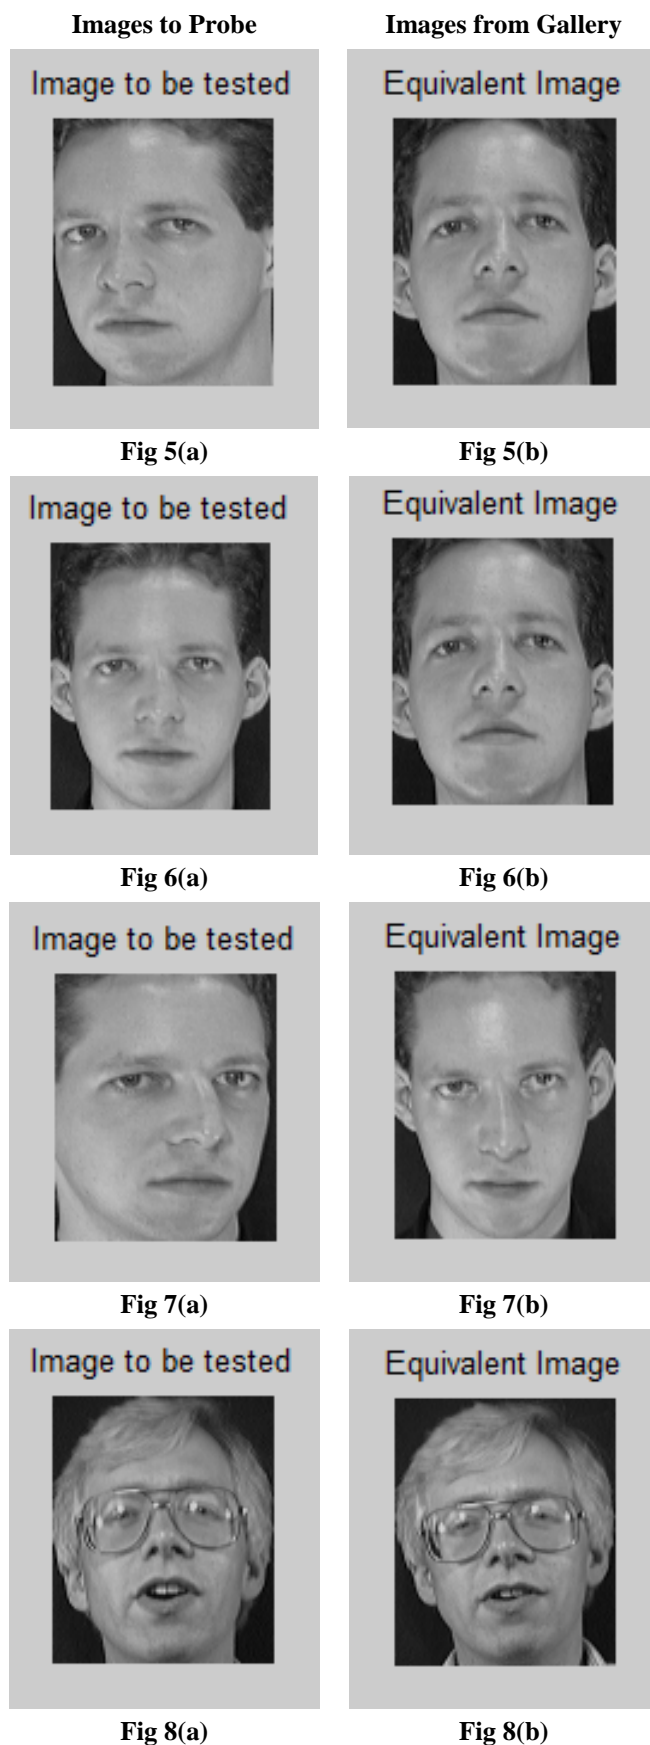 Images to Probe Images from Gallery
Image to be tested Equivalent Image
Fig 5(a) Fig 5(b)
Image to be tested Equivalent Image
Fig 6(a) Fig 6(b)
Image to be tested Equivalent Image
Fig 7(a) Fig 7(b)
Image to be tested Equivalent Image
Fig 8(a) Fig 8(b)